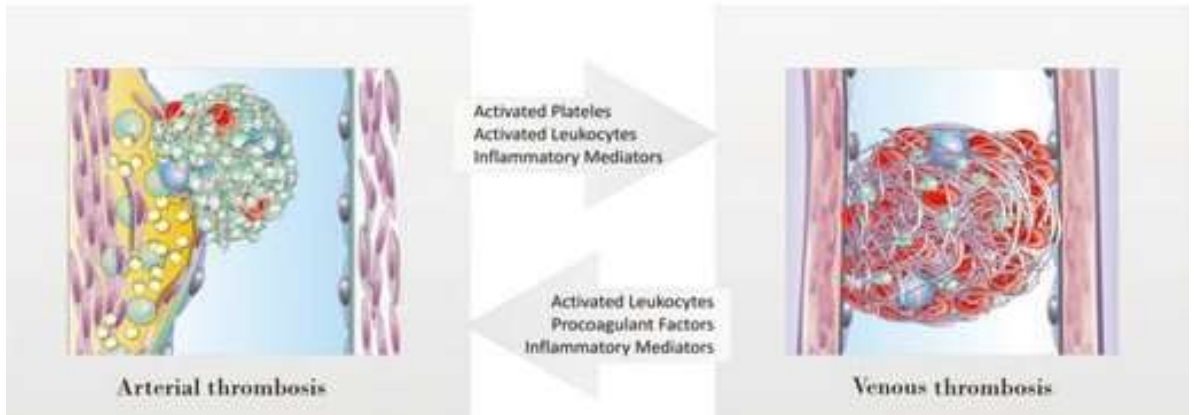 Activated Plateles
Activated Leukocytes
Inflammatory Mediators
Activated Leukocytes
Procoagulant Factors
Inflammatory Mediators
Arterial thrombosis
Venous thrombosis